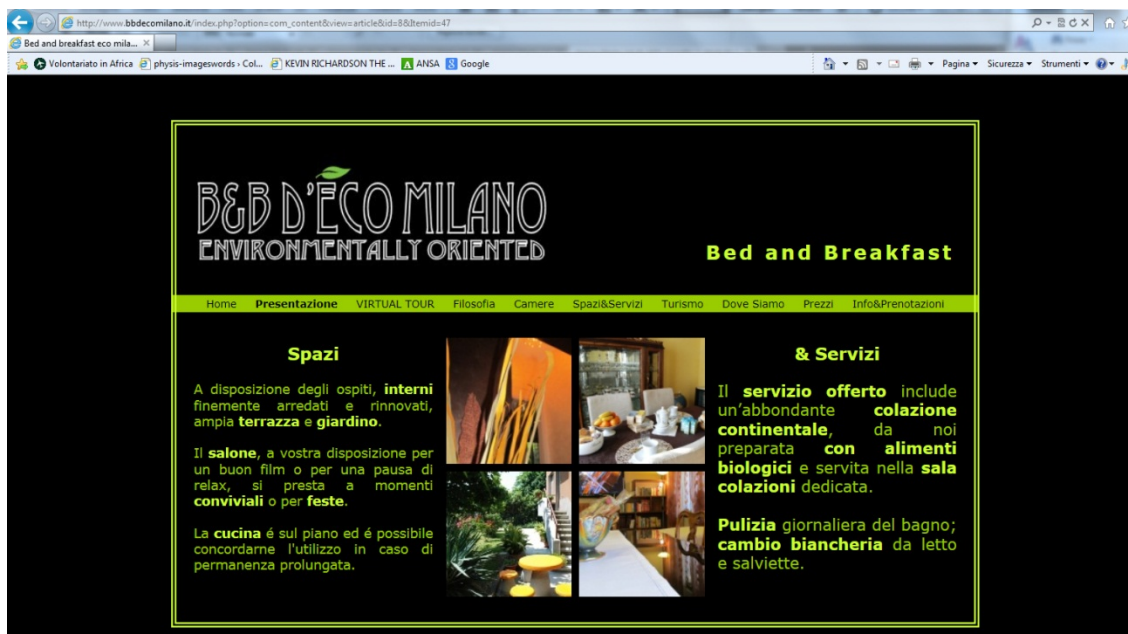 http://www.bbdecomilano.it/index.php?option=com_content&view=article&id=8&Itemid=47
Bed and breakfast eco mila...
Volontariato in Africa physis-imageswords › Col... KEVIN RICHARDSON THE ... ANSA Google
Pagina Sicurezza Strumenti
B&B D'ÉCO MILANO
ENVIRONMENTALLY ORIENTED
Bed and Breakfast
Home Presentazione VIRTUAL TOUR Filosofia Camere Spazi&Servizi Turismo Dove Siamo Prezzi Info&Prenotazioni
Spazi
A disposizione degli ospiti, interni
finemente arredati e rinnovati,
ampia terrazza e giardino.
Il salone, a vostra disposizione per
un buon film o per una pausa di
relax, si presta a momenti
conviviali o per feste.
La cucina é sul piano ed é possibile
concordarne l'utilizzo in caso di
permanenza prolungata.
& Servizi
Il servizio offerto include
un'abbondante colazione
continentale, da noi
preparata con alimenti
biologici e servita nella sala
colazioni dedicata.
Pulizia giornaliera del bagno;
cambio biancheria da letto
e salviette.